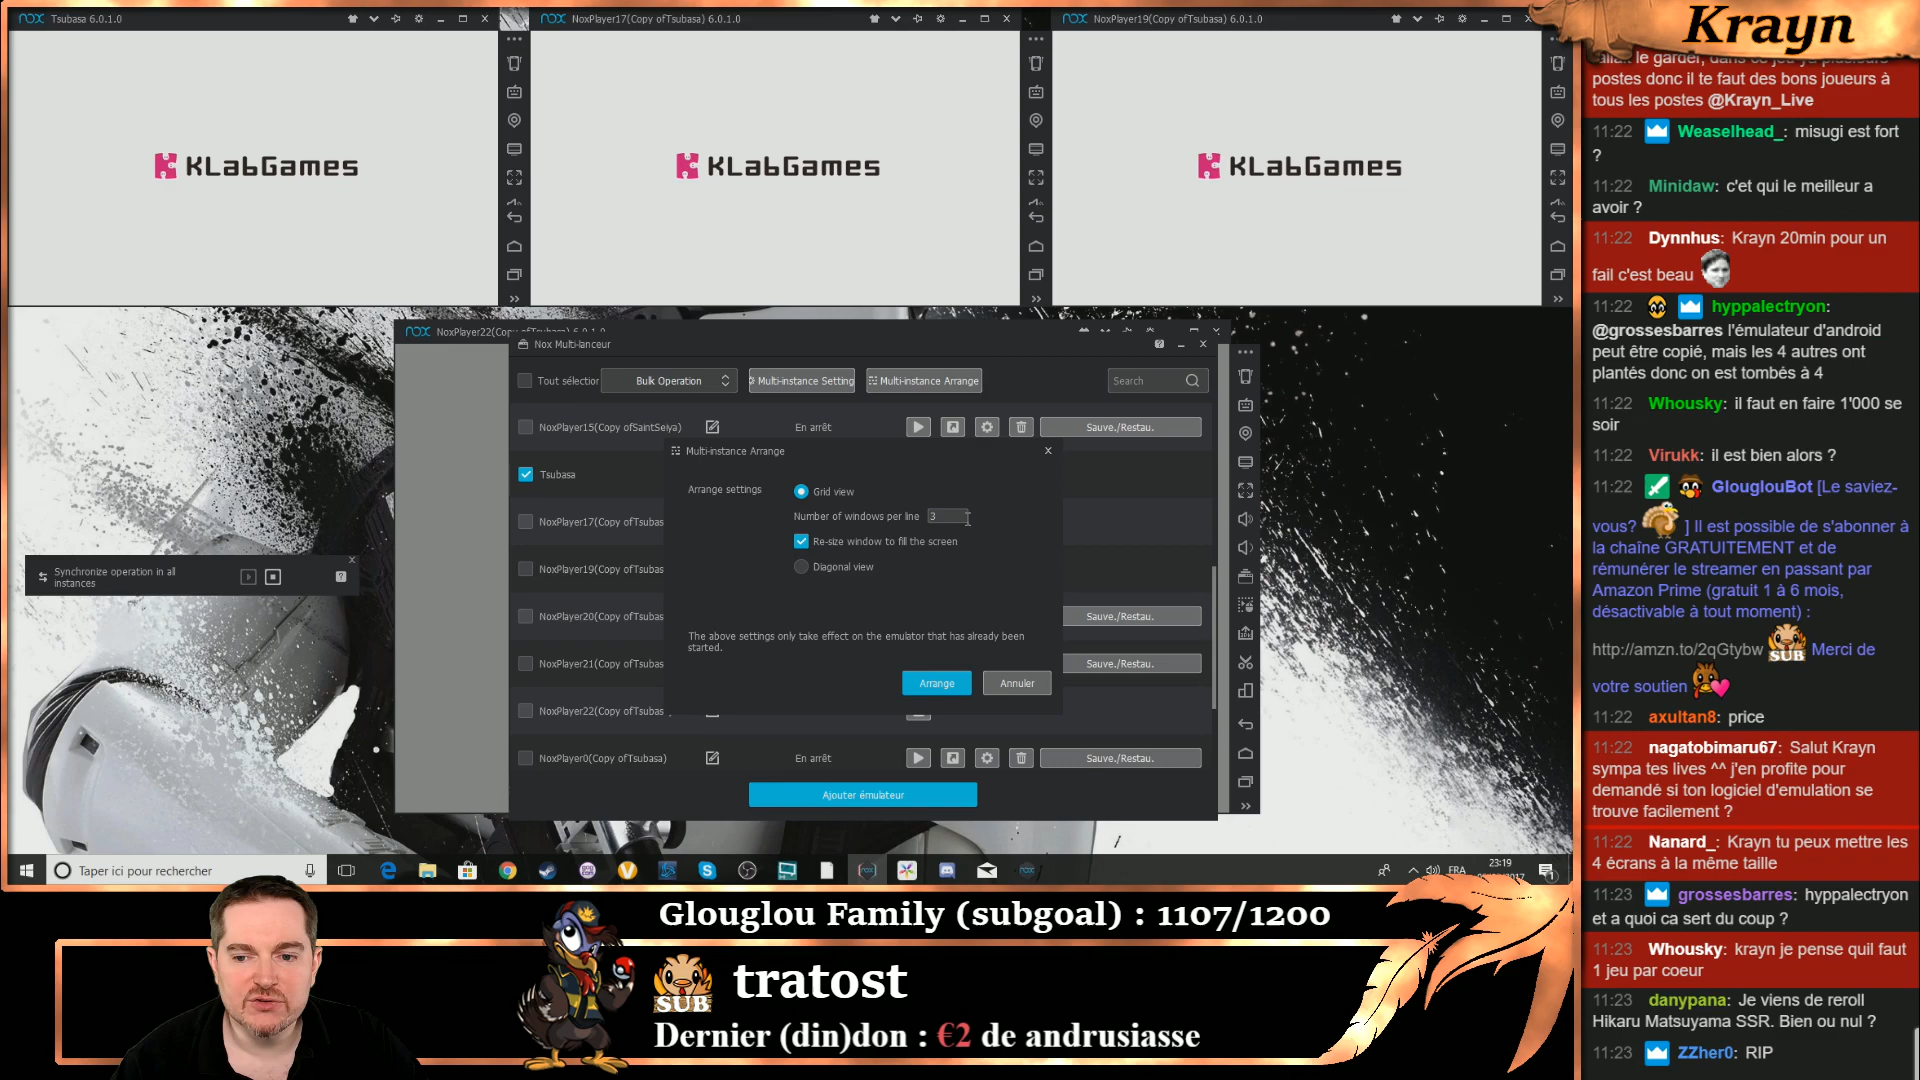 nox Tsubasa 6.0.1.0
nox NoxPlayer17(Copy ofTsubasa) 6.0.1.0
nox NoxPlayer19(Copy ofTsubasa) 6.0.1.0
KLabGames
KLabGames
KLabGames
nox NoxPlayer22(Copy ofTsubasa) 6.0.1.0
Nox Multi-lanceur
Tout sélection
Bulk Operation
Multi-instance Setting
Multi-instance Arrange
Search
NoxPlayer15(Copy ofSaintSeiya)
En arrêt
Sauve./Restau.
Multi-instance Arrange
Tsubasa
Arrange settings
Grid view
Number of windows per line 3
NoxPlayer17(Copy ofTsubas
Re-size window to fill the screen
Diagonal view
NoxPlayer19(Copy ofTsubas
NoxPlayer20(Copy ofTsubas
Sauve./Restau.
The above settings only take effect on the emulator that has already been
started.
NoxPlayer21(Copy ofTsubas
Sauve./Restau.
Arrange
Annuler
NoxPlayer22(Copy ofTsubas
NoxPlayer0(Copy ofTsubasa)
En arrêt
Sauve./Restau.
Ajouter émulateur
Synchronize operation in all
instances
Taper ici pour rechercher
FRA
23:19
Krayn
postes donc il te faut des bons joueurs à
tous les postes @Krayn_Live
11:22 Weaselhead_: misugi est fort
?
11:22 Minidaw: c'et qui le meilleur a
avoir ?
11:22 Dynnhus: Krayn 20min pour un
fail c'est beau
11:22 hyppalectryon:
@grossesbarres l'émulateur d'android
peut être copié, mais les 4 autres ont
plantés donc on est tombés à 4
11:22 Whousky: il faut en faire 1'000 se
soir
11:22 Virukk: il est bien alors ?
11:22 GlouglouBot [Le saviez-
vous? ] Il est possible de s'abonner à
la chaîne GRATUITEMENT et de
rémunérer le streamer en passant par
Amazon Prime (gratuit 1 à 6 mois,
désactivable à tout moment) :
http://amzn.to/2qGtybw SUB Merci de
votre soutien
11:22 axultan8: price
11:22 nagatobimaru67: Salut Krayn
sympa tes lives ^^ j'en profite pour
demandé si ton logiciel d'emulation se
trouve facilement ?
11:22 Nanard_: Krayn tu peux mettre les
4 écrans à la même taille
11:23 grossesbarres: hyppalectryon
et a quoi ca sert du coup ?
11:23 Whousky: krayn je pense quil faut
1 jeu par coeur
11:23 danypana: Je viens de reroll
Hikaru Matsuyama SSR. Bien ou nul ?
11:23 ZZher0: RIP
Glouglou Family (subgoal) : 1107/1200
SUB tratost
Dernier (din)don : €2 de andrusiasse